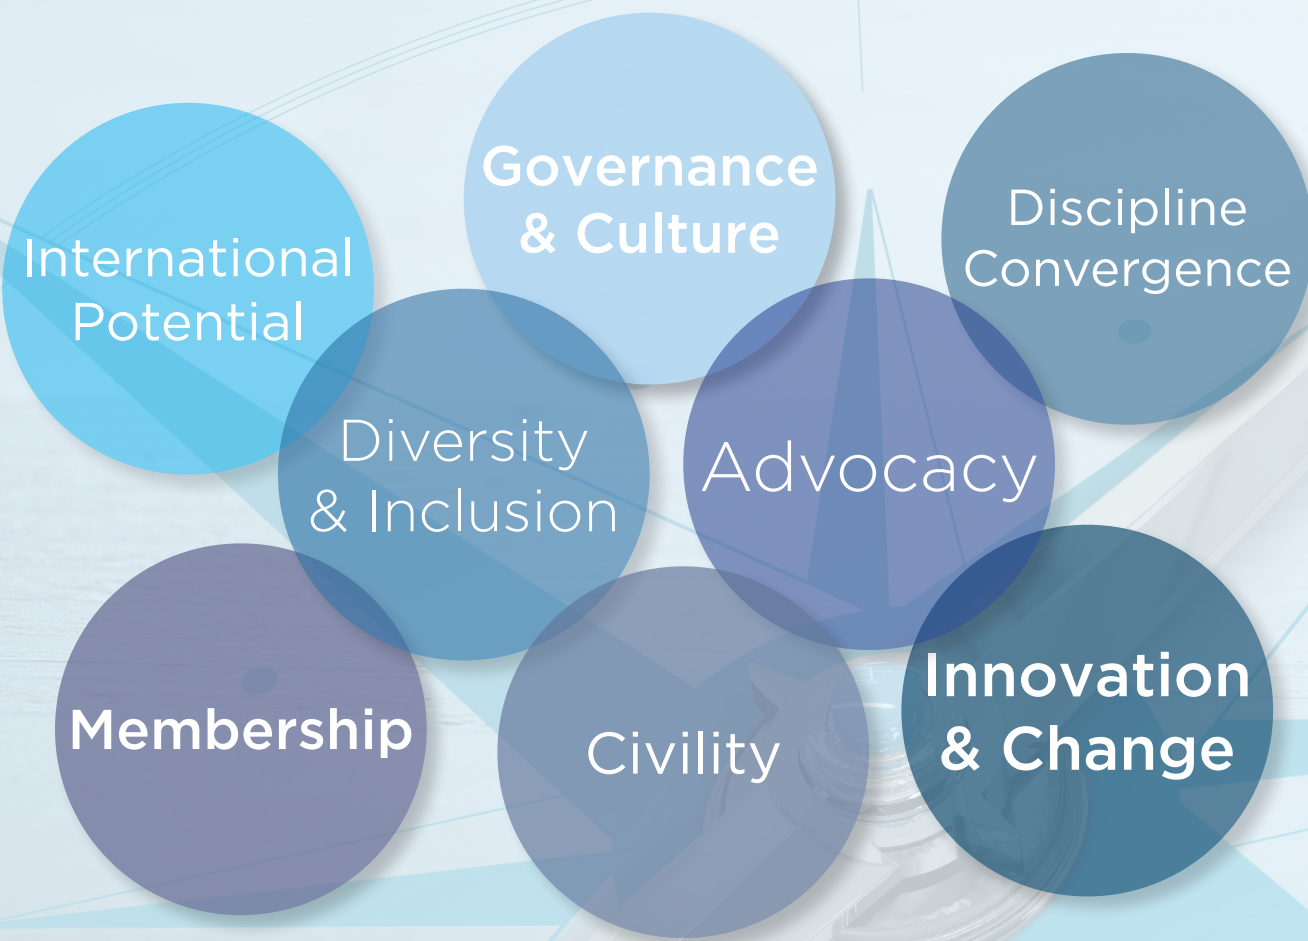 International
Potential
Governance
& Culture
Discipline
Convergence
Diversity
& Inclusion
Advocacy
Membership
Civility
Innovation
& Change